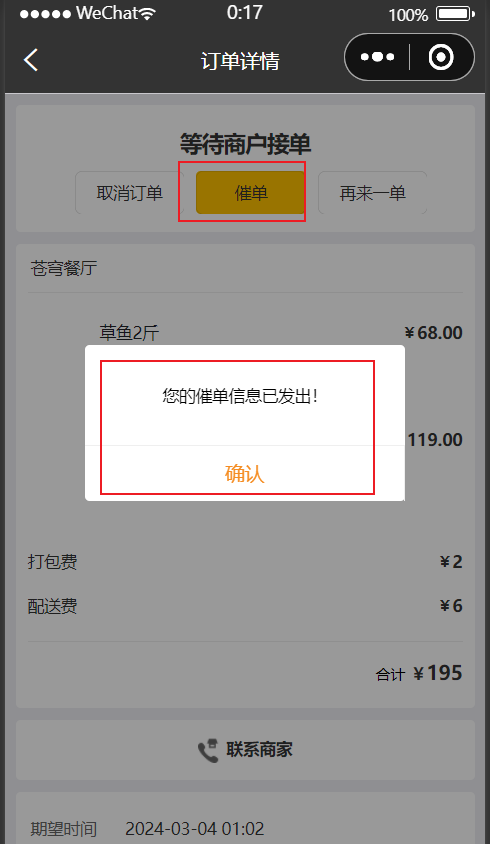 WeChat 0:17 100%
订单详情
等待商户接单
取消订单 催单 再来一单
苍穹餐厅
草鱼2斤 ¥68.00
您的催单信息已发出！
119.00
确认
打包费 ¥2
配送费 ¥6
合计 ¥195
联系商家
期望时间 2024-03-04 01:02